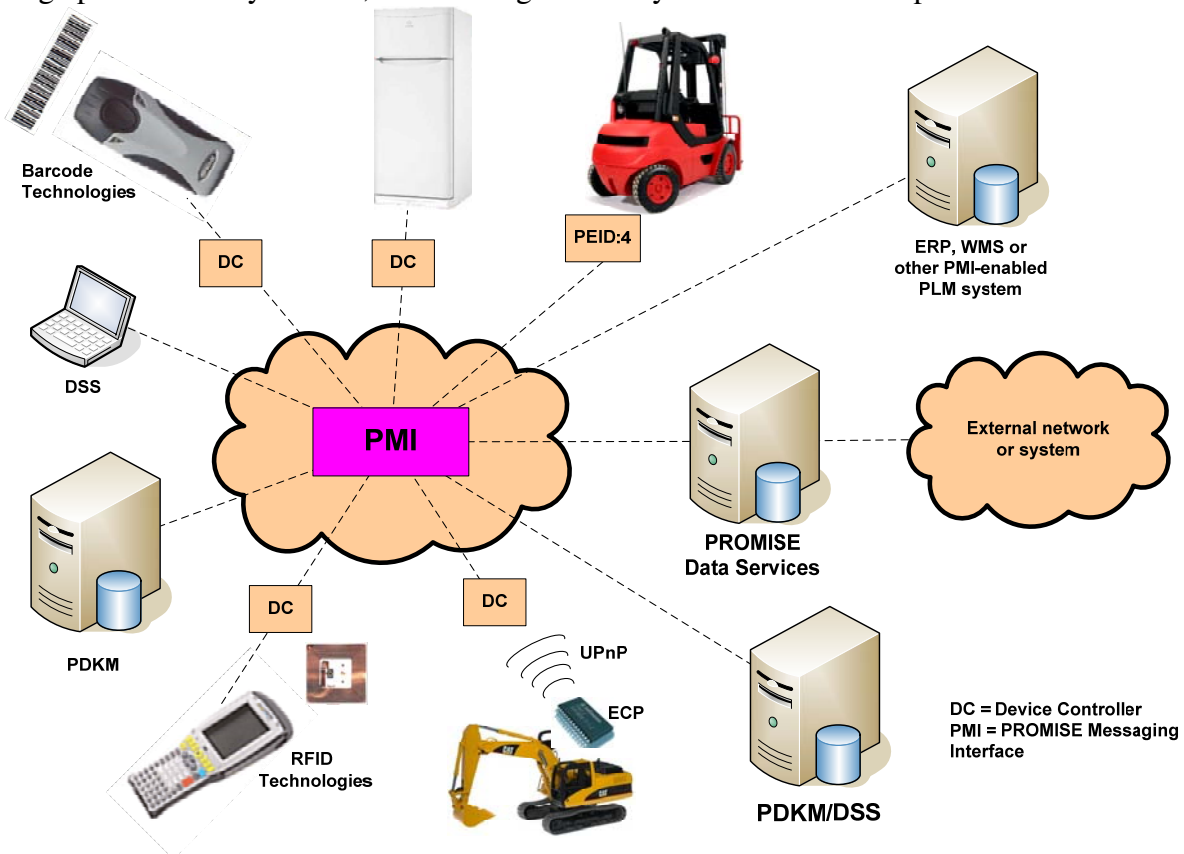 Barcode
Technologies
DC
DC
PEID:4
ERP, WMS or
other PMI-enabled
PLM system
DSS
PMI
External network
or system
PROMISE
Data Services
PDKM
DC
DC
UPnP
ECP
RFID
Technologies
CAT
DC = Device Controller
PMI = PROMISE Messaging
Interface
PDKM/DSS